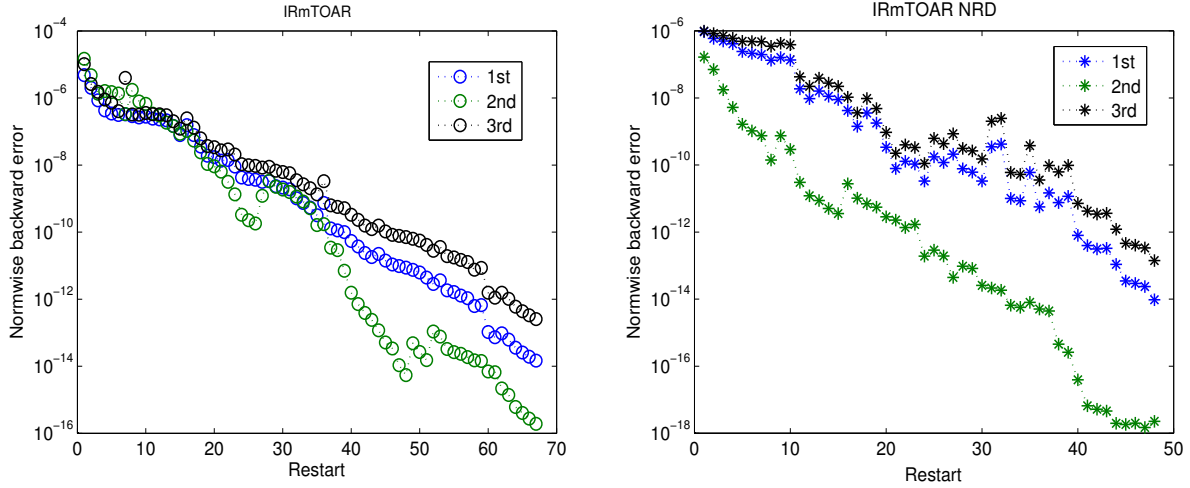 IRmTOAR
10⁻⁴
10⁻⁶
10⁻⁸
10⁻¹⁰
10⁻¹²
10⁻¹⁴
10⁻¹⁶
Normwise backward error
1st
2nd
3rd
0 10 20 30 40 50 60 70
Restart
IRmTOAR NRD
10⁻⁶
10⁻⁸
10⁻¹⁰
10⁻¹²
10⁻¹⁴
10⁻¹⁶
10⁻¹⁸
Normwise backward error
1st
2nd
3rd
0 10 20 30 40 50
Restart